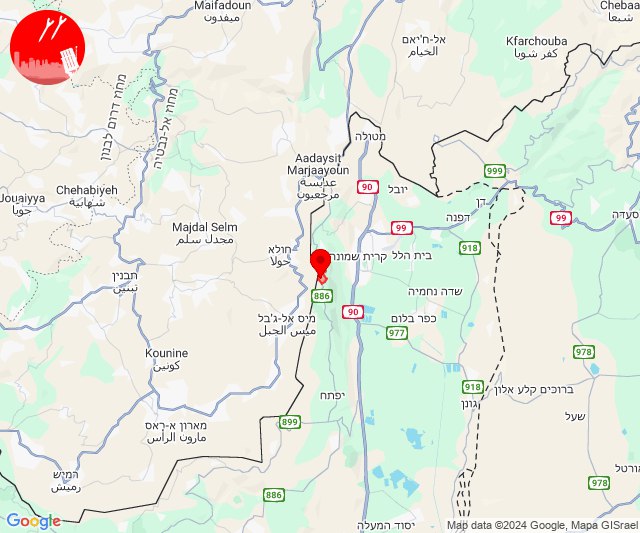 Maifadoun
ميفدون
אל-ח'יאם
الخيام
Chebaa
شبعا
Kfarchouba
كفر شوبا
מחוז דרום לבנון
מחוז אל-נבטיה
מטולה
Aadaysit
Marjaayoun
عديسة
مرجعيون
999
90
יובל
דן
דפנה
99
99
סעדה
918
Jouaiyya
جويا
Chehabiyeh
شهابية
Majdal Selm
مجدل سلم
חולא
حولا
קרית שמונה
בית הלל
תבנין
تبنين
886
שדה נחמיה
90
מיס אל-ג'בל
ميس الجبل
כפר בלום
977
Kounine
كونين
978
918
ברוכים קלע אלון
גונן
יפתח
שעל
מארון א-ראס
مارون الراس
899
רמיש
رميش
886
978
יסוד המעלה
Google
Map data ©2024 Google, Mapa GISrael